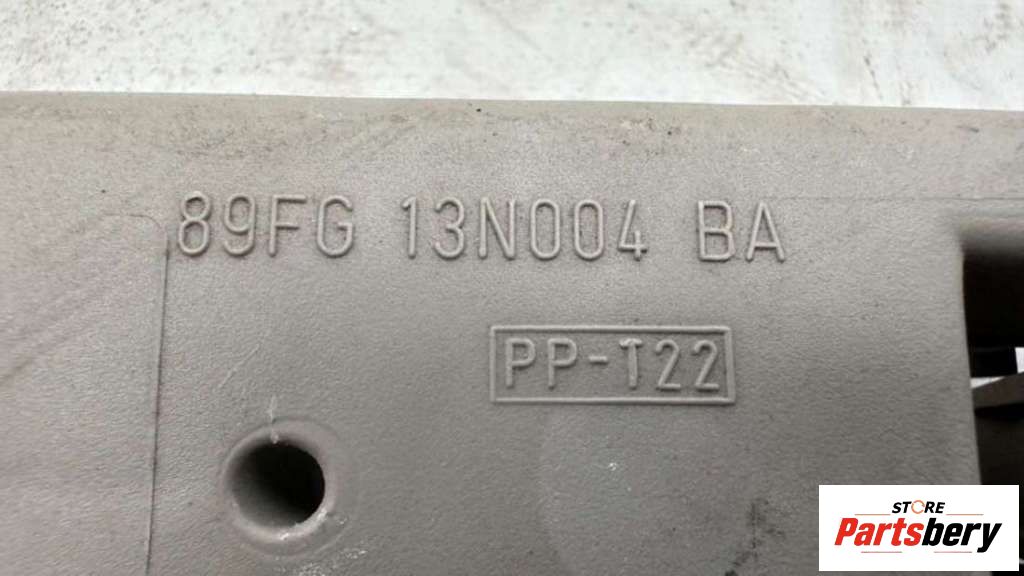 89FG 13N004 BA
PP-T22
STORE
Partsbery